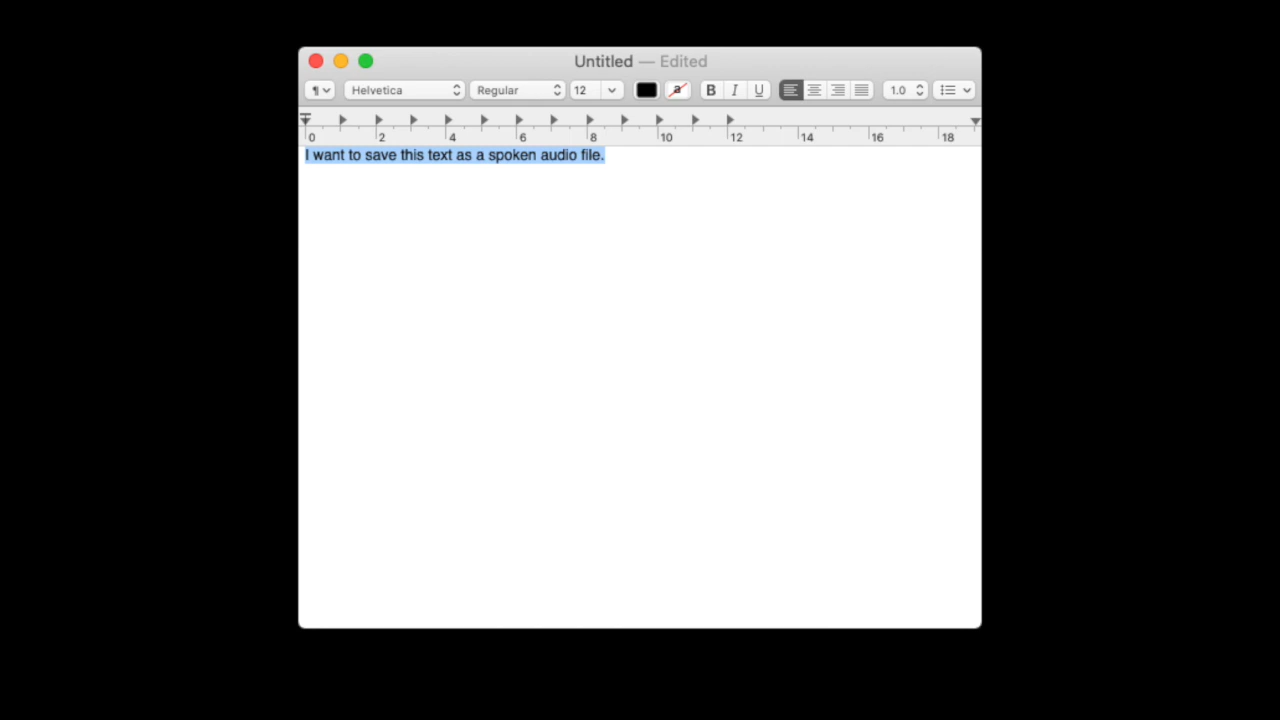 Untitled — Edited
¶ Helvetica Regular 12 a B I U 1.0
0 2 4 6 8 10 12 14 16 18
I want to save this text as a spoken audio file.